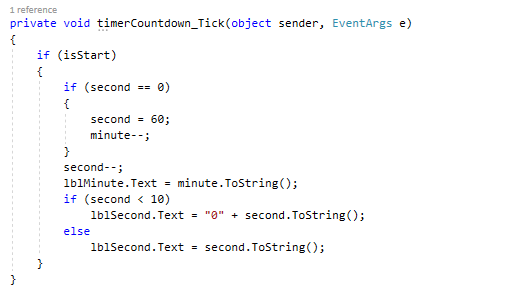 1 reference
private void timerCountdown_Tick(object sender, EventArgs e)
{
    if (isStart)
    {
        if (second == 0)
        {
            second = 60;
            minute--;
        }
        second--;
        lblMinute.Text = minute.ToString();
        if (second < 10)
            lblSecond.Text = "0" + second.ToString();
        else
            lblSecond.Text = second.ToString();
    }
}